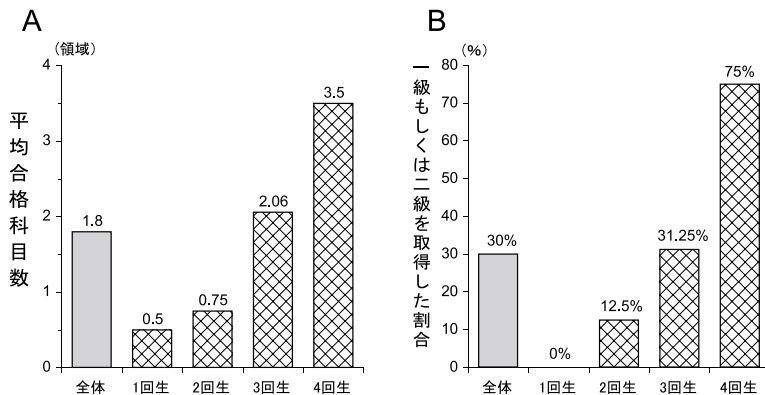 A
（領域）
平均合格科目数
4
3
2
1
0
1.8
0.5
0.75
2.06
3.5
全体
1回生
2回生
3回生
4回生
B
（%）
一級もしくは二級を取得した割合
80
70
60
50
40
30
20
10
0
30%
0%
12.5%
31.25%
75%
全体
1回生
2回生
3回生
4回生